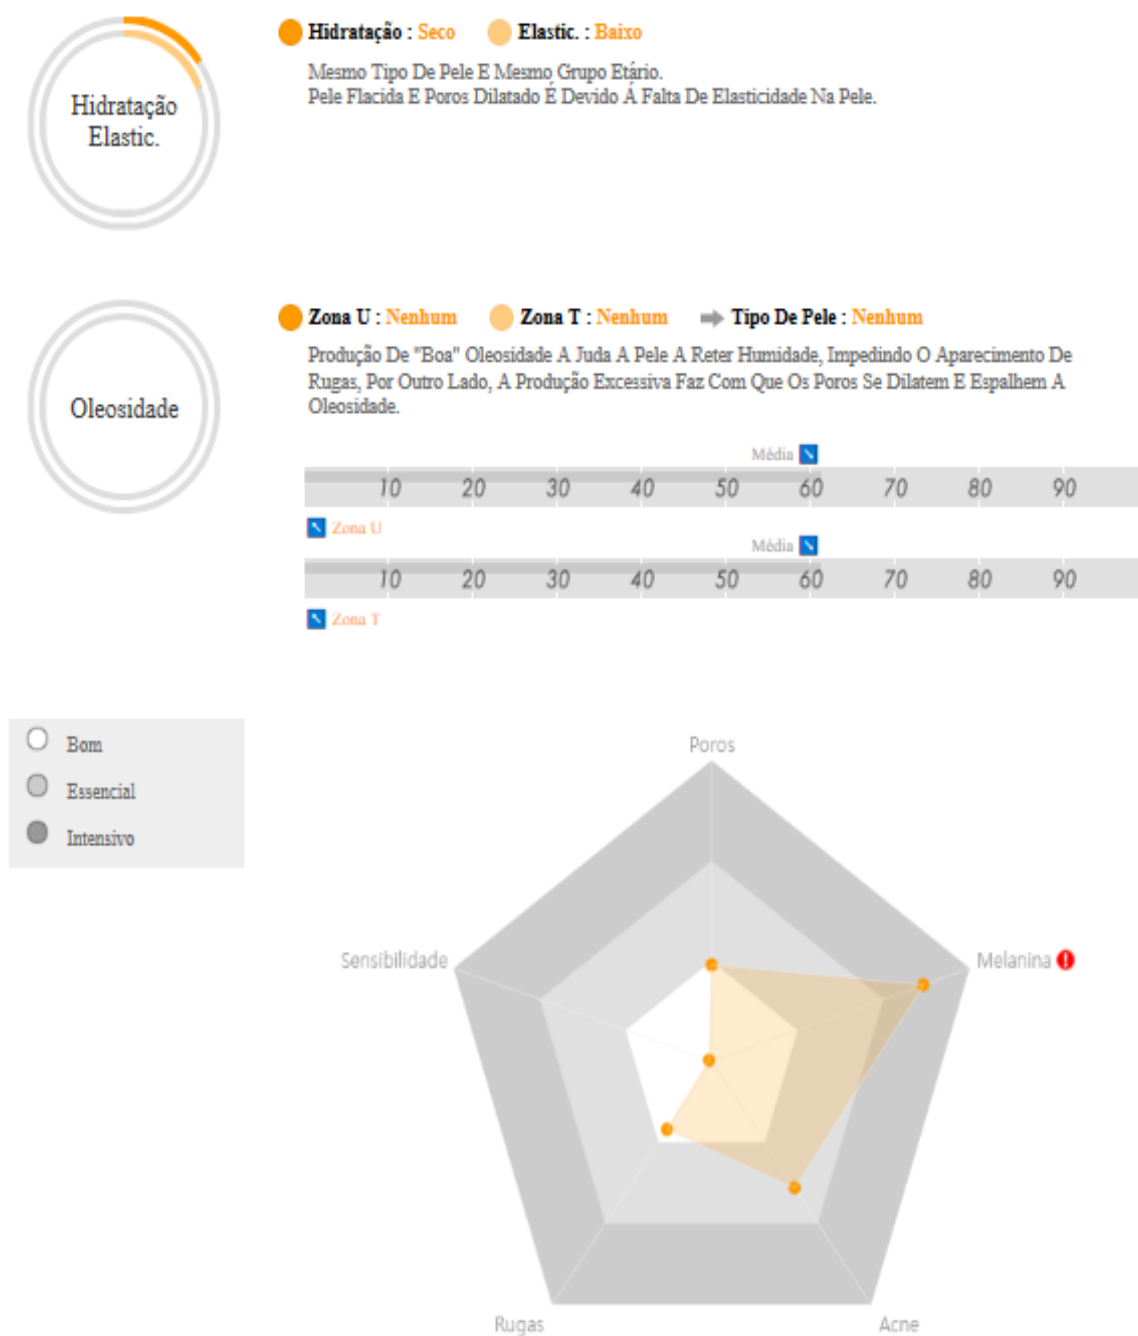 Hidratação
Elastic.
Hidratação : Seco Elastic. : Baixo
Mesmo Tipo De Pele E Mesmo Grupo Etário.
Pele Flacida E Poros Dilatado É Devido Á Falta De Elasticidade Na Pele.
Oleosidade
Zona U : Nenhum Zona T : Nenhum Tipo De Pele : Nenhum
Produção De "Boa" Oleosidade A Juda A Pele A Reter Humidade, Impedindo O Aparecimento De
Rugas, Por Outro Lado, A Produção Excessiva Faz Com Que Os Poros Se Dilatem E Espalhem A
Oleosidade.
Média
10 20 30 40 50 60 70 80 90
Zona U
Média
10 20 30 40 50 60 70 80 90
Zona T
Bom
Essencial
Intensivo
Poros
Sensibilidade
Melanina
Rugas
Acne